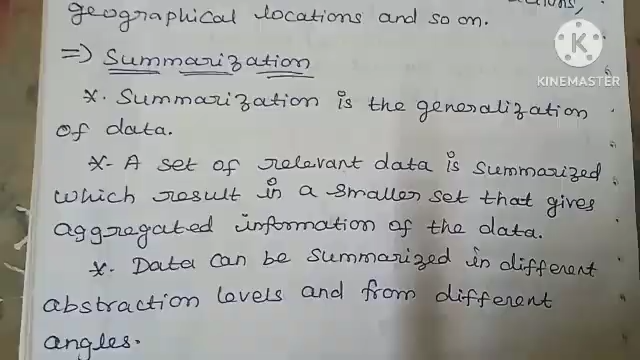 geographical locations and so on.
K
KINEMASTER
=) Summarization
*. Summarization is the generalization
of data.
*. A set of relevant data is summarized
which result in a smaller set that gives
aggregated information of the data.
*. Data can be summarized in different
abstraction levels and from different
angles.